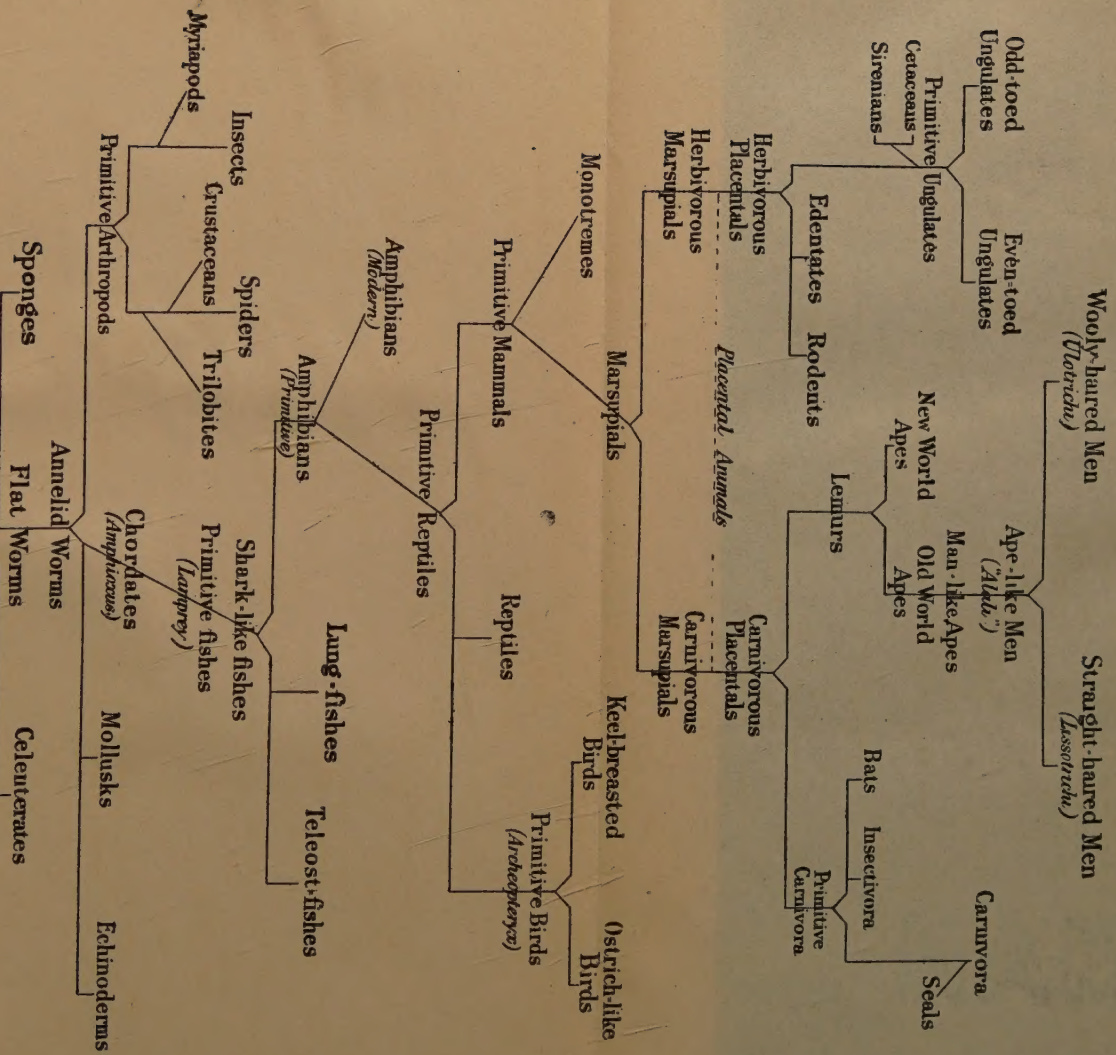 Wooly-haired Men
(Ulotrichi)
Straight-haired Men
(Lissotrichi)
Odd-toed
Ungulates
Even-toed
Ungulates
Ape-like Men
("Alali")
Man-like Apes
Carnivora
Seals
Primitive Ungulates
Cetaceans
Sirenians
New World
Apes
Old World
Apes
Lemurs
Bats
Insectivora
Primitive
Carnivora
Edentates
Rodents
Herbivorous
Placentals
Placental Animals
Carnivorous
Placentals
Herbivorous
Marsupials
Carnivorous
Marsupials
Marsupials
Monotremes
Keel-breasted
Birds
Ostrich-like
Birds
Primitive Mammals
Reptiles
Primitive Birds
(Archeopteryx)
Primitive Reptiles
Amphibians
(Modern)
Amphibians
(Primitive)
Lung-fishes
Teleost-fishes
Shark-like fishes
Primitive fishes
(Lamprey)
Insects
Spiders
Myriapods
Crustaceans
Trilobites
Chordates
(Amphioxus)
Mollusks
Echinoderms
Primitive Arthropods
Annelid Worms
Sponges
Flat Worms
Celenterates